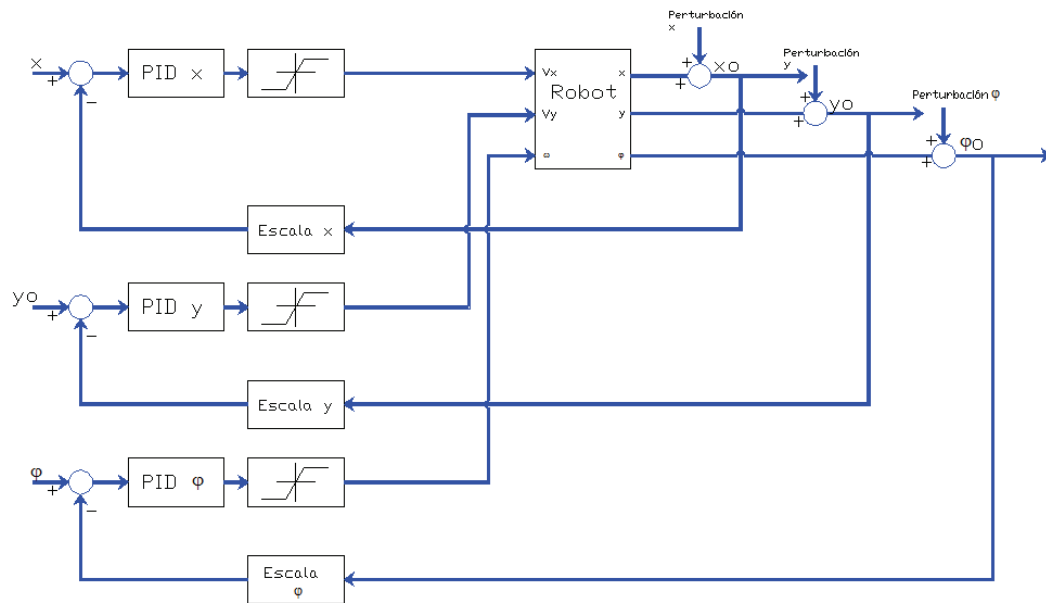 Perturbación
x
Perturbación
y
Perturbación φ
x
+
−
PID x
Vx
Vy
ω
Robot
x
y
φ
+
+
xo
+
+
yo
+
+
φo
Escala x
yo
+
−
PID y
Escala y
φ
+
−
PID φ
Escala
φ